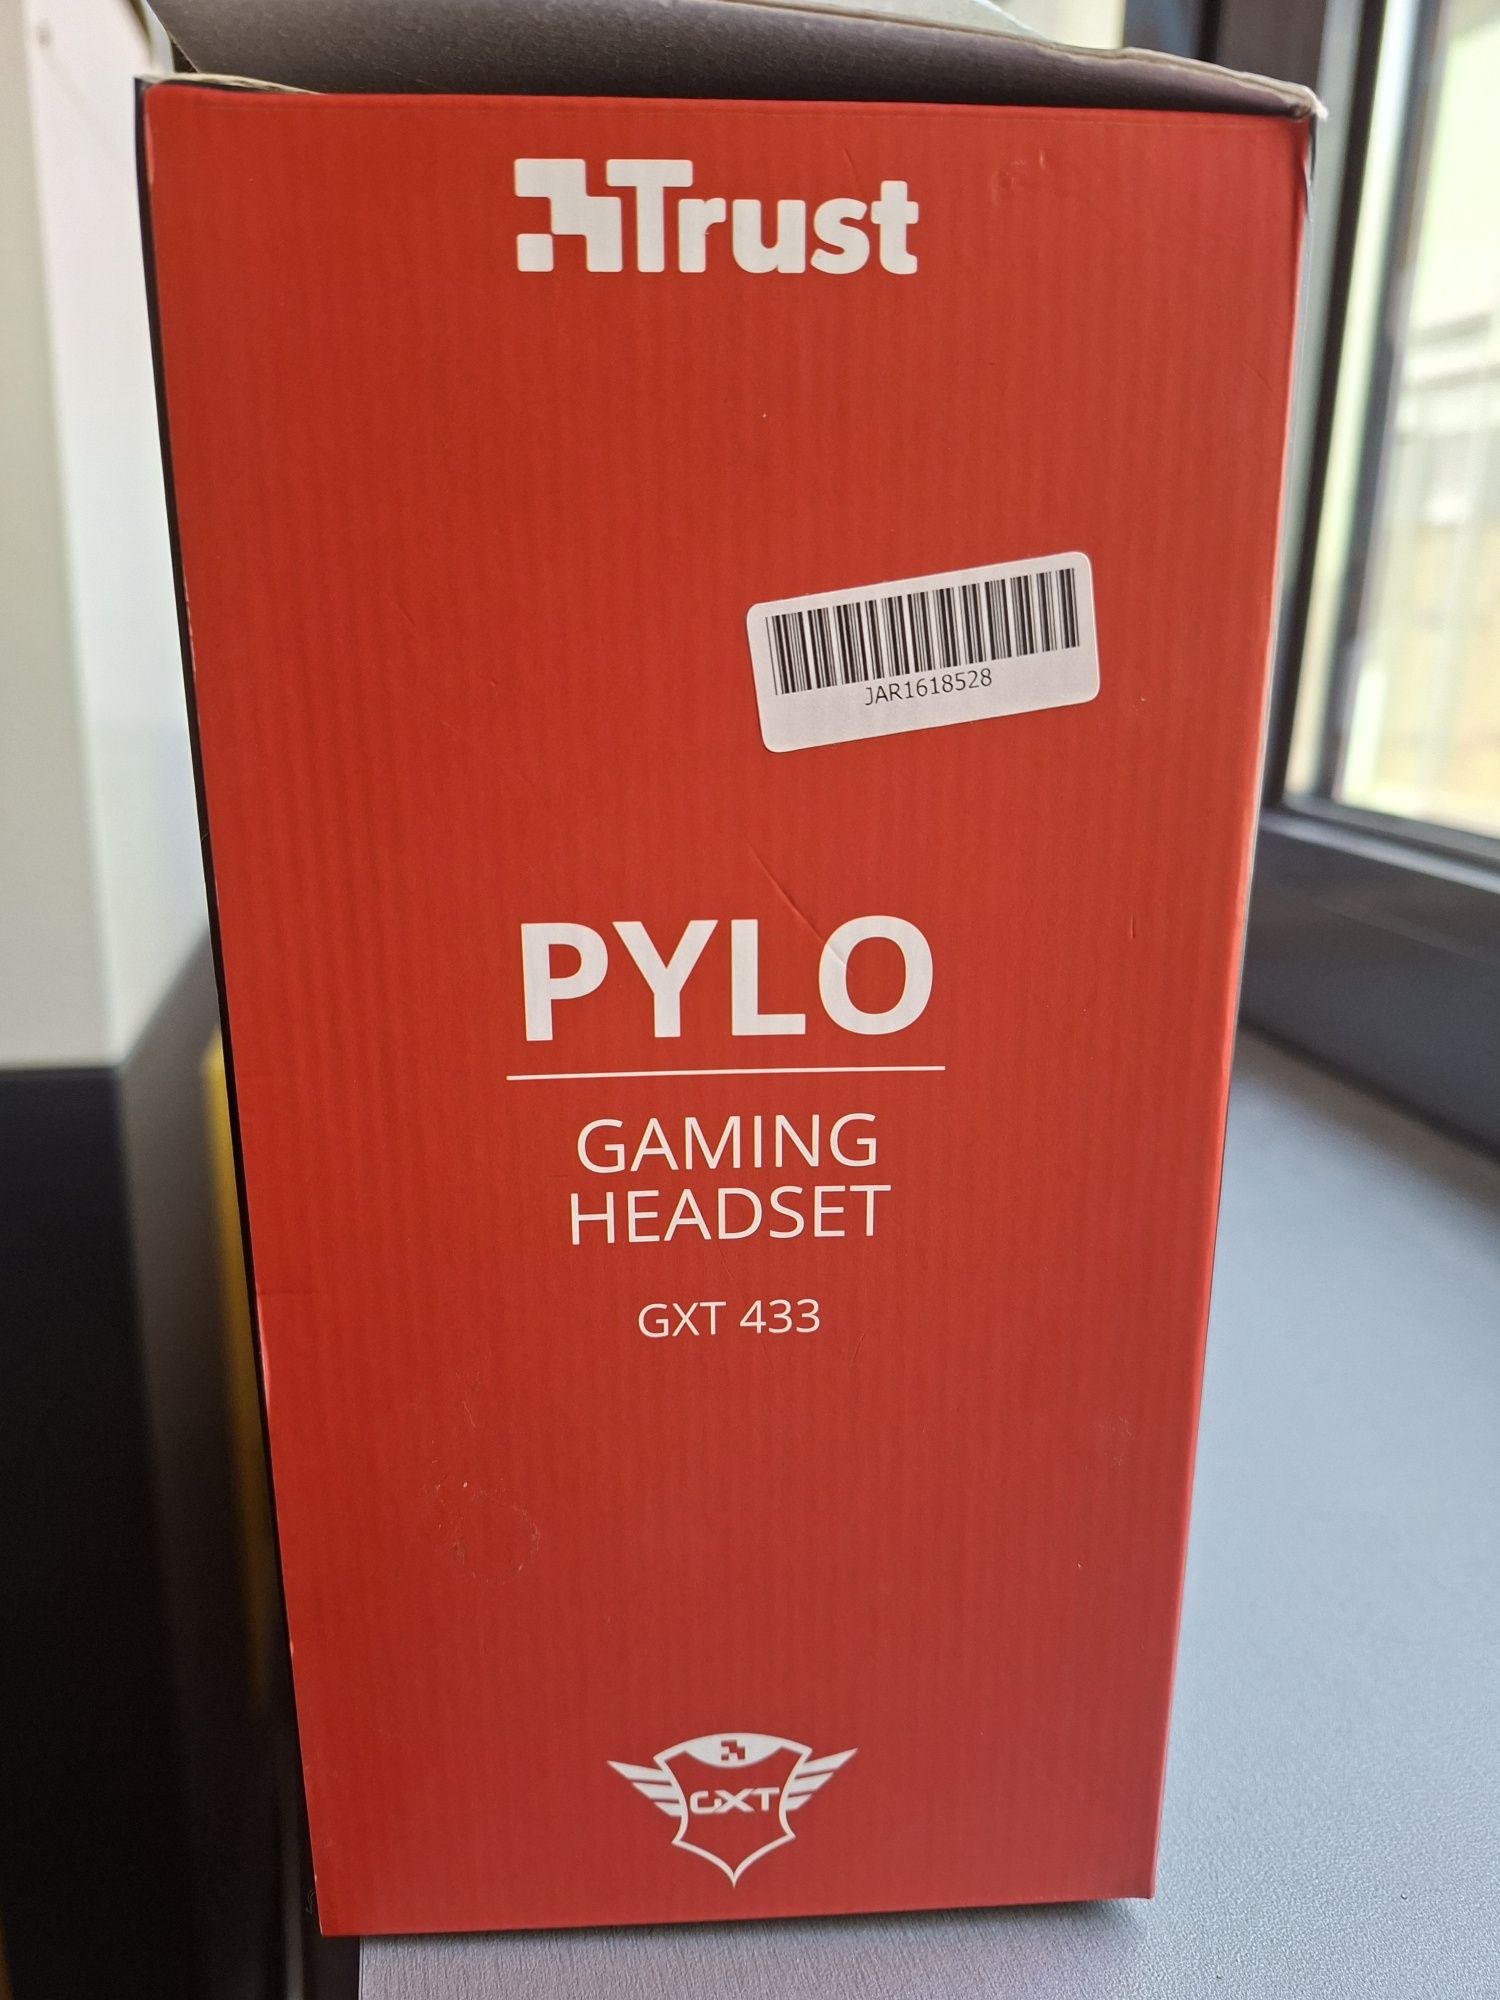 Trust
JAR1618528
PYLO
GAMING
HEADSET
GXT 433
GXT